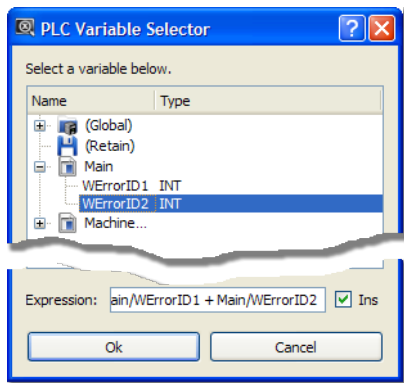 PLC Variable Selector
Select a variable below.
Name Type
(Global)
(Retain)
Main
WErrorID1 INT
WErrorID2 INT
Machine...
Expression: ain/WErrorID1 + Main/WErrorID2 Ins
Ok Cancel